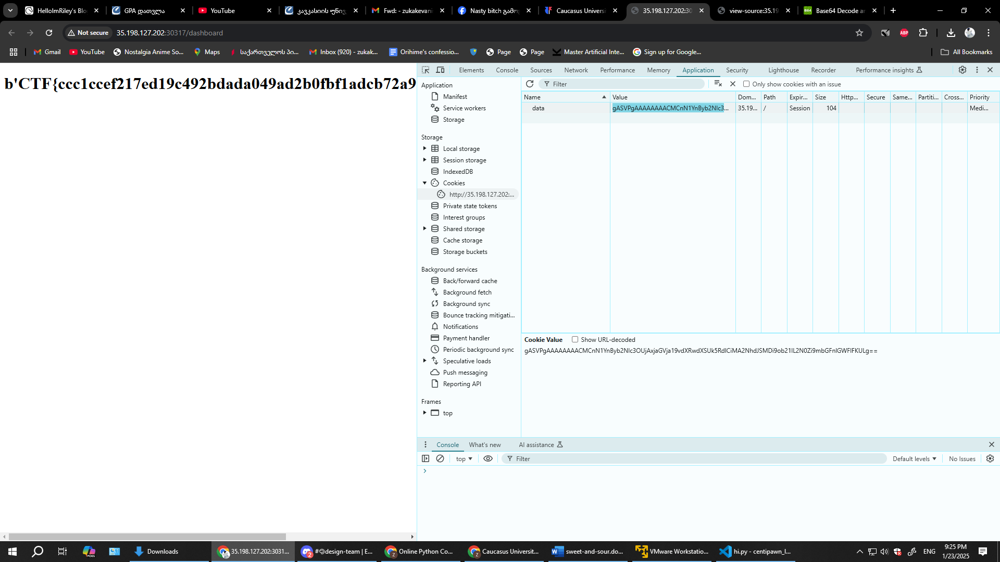 HelloImRiley's Blo
GPA დათვლა
YouTube
კავკასიის უნივ
Fwd: - zukakevani
Nasty bitch გამოგ
Caucasus Universi
35.198.127.202:30
view-source:35.19
Base64 Decode an
Not secure
35.198.127.202:30317/dashboard
ABP
Gmail
YouTube
Nostalgia Anime So...
Maps
საქართველოს პი...
Inbox (920) - zukak...
Orihime's confessio...
Page
Page
Master Artificial Inte...
Sign up for Google...
All Bookmarks
b'CTF{ccc1ccef217ed19c492bdada049ad2b0fbf1adcb72a9
Elements
Console
Sources
Network
Performance
Memory
Application
Security
Lighthouse
Recorder
Performance insights
Application
Manifest
Service workers
Storage
Storage
Local storage
Session storage
IndexedDB
Cookies
http://35.198.127.202:...
Private state tokens
Interest groups
Shared storage
Cache storage
Storage buckets
Background services
Back/forward cache
Background fetch
Background sync
Bounce tracking mitigati...
Notifications
Payment handler
Periodic background sync
Speculative loads
Push messaging
Reporting API
Frames
top
Filter
Only show cookies with an issue
Name Value Dom... Path Expir... Size Http... Secure Same... Partiti... Cross... Priority
data gASVPgAAAAAAAACMCnN1YnByb2Nlc3... 35.19... / Session 104 Medi...
Cookie Value Show URL-decoded
gASVPgAAAAAAAACMCnN1YnByb2Nlc3OUjAxjaGVja19vdXRwdXSUk5RdlCiMA2NhdJSMDi9ob21lL2N0Zi9mbGFnlGWFlFKULg==
Console
What's new
AI assistance
top
Filter
Default levels
No Issues
Downloads
35.198.127.202:3031...
2
#design-team | E...
Online Python Co...
Caucasus Universit...
sweet-and-sour.do...
VMware Workstatio...
hi.py - centipawn_l...
ENG
9:25 PM
1/23/2025